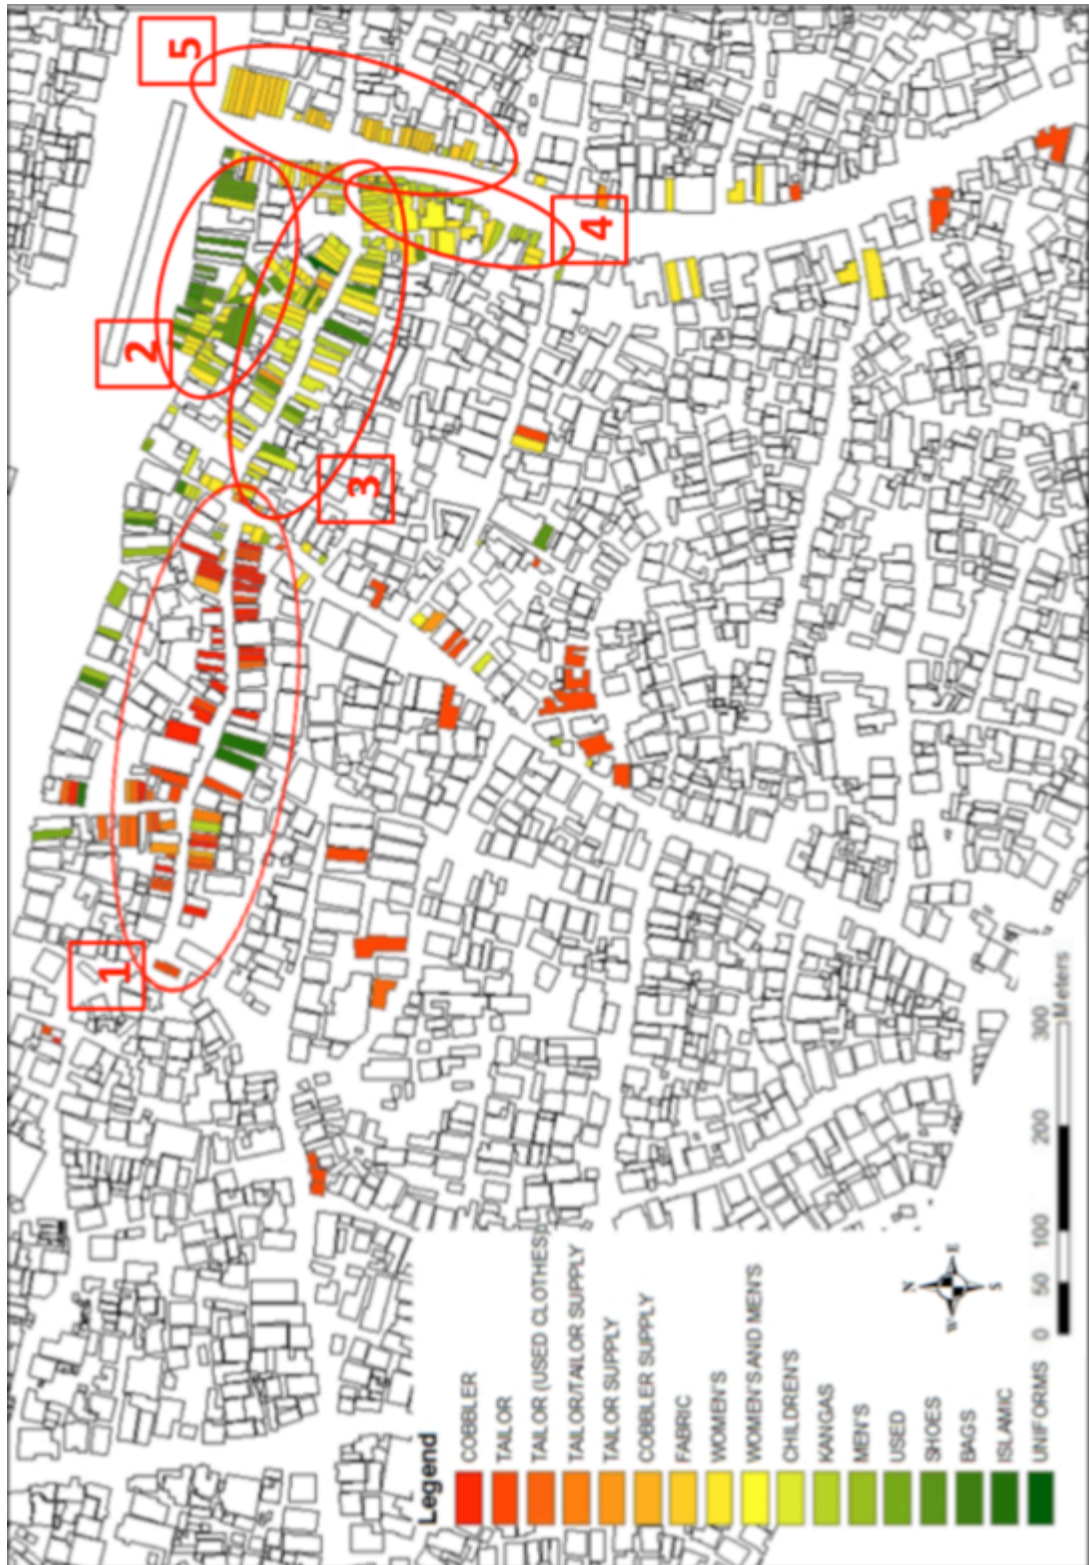 5
2
4
3
1
Legend
COBBLER
TAILOR
TAILOR (USED CLOTHES)
TAILOR/TAILOR SUPPLY
TAILOR SUPPLY
COBBLER SUPPLY
FABRIC
WOMEN'S
WOMEN'S AND MEN'S
CHILDREN'S
KANGAS
MEN'S
USED
SHOES
BAGS
ISLAMIC
UNIFORMS
N
W E
S
0 50 100 200 300
Meters